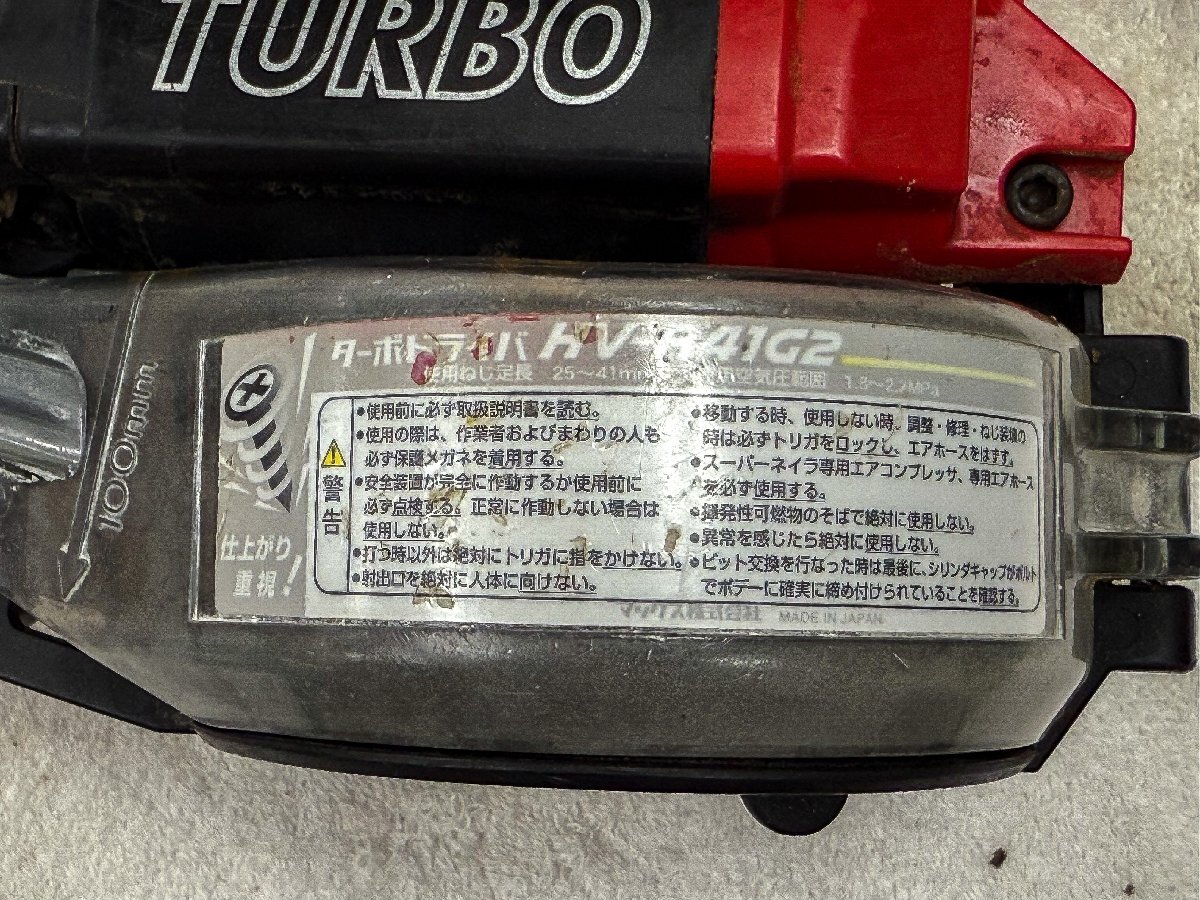 TURBO
ターボドライバ HV-R41G2
使用ねじ足長 25～41mm 空気圧範囲 1.8～2.2MPa
100mm
仕上がり
重視!
警告
●使用前に必ず取扱説明書を読む。
●使用の際は、作業者およびまわりの人も
必ず保護メガネを着用する。
●安全装置が完全に作動するか使用前に
必ず点検する。正常に作動しない場合は
使用しない。
●打つ時以外は絶対にトリガに指をかけない。
●射出口を絶対に人体に向けない。
●移動する時、使用しない時、調整・修理・ねじ装填の
時は必ずトリガをロックし、エアホースをはずす。
●スーパーネイラ専用エアコンプレッサ、専用エアホース
を必ず使用する。
●揮発性可燃物のそばで絶対に使用しない。
●異常を感じたら絶対に使用しない。
●ビット交換を行なった時は最後に、シリンダキャップがボルト
でボデーに確実に締め付けられていることを確認する。
MADE IN JAPAN